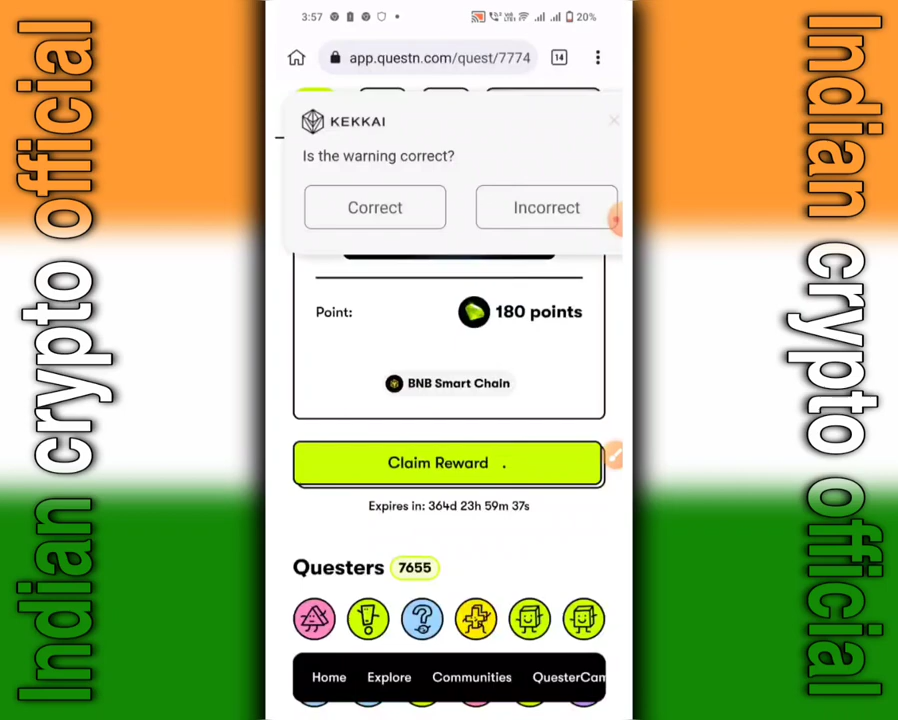 Indian crypto official
3:57
20%
app.questn.com/quest/7774
14
KEKKAI
Is the warning correct?
Correct
Incorrect
Point:
180 points
BNB Smart Chain
Claim Reward .
Expires in: 364d 23h 59m 37s
Questers 7655
Home Explore Communities QuesterCam
Indian crypto official